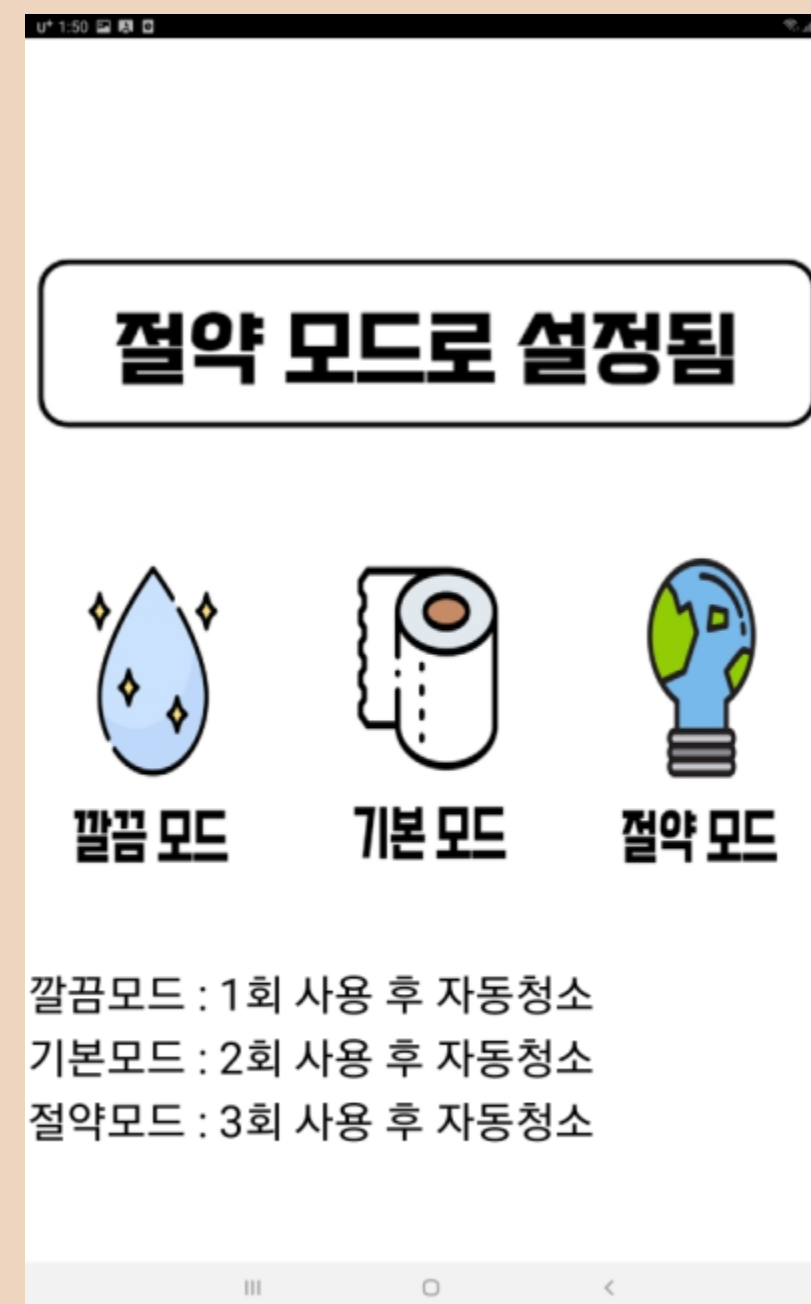 U+ 1:50
절약 모드로 설정됨
깔끔 모드
기본 모드
절약 모드
깔끔모드 : 1회 사용 후 자동청소
기본모드 : 2회 사용 후 자동청소
절약모드 : 3회 사용 후 자동청소